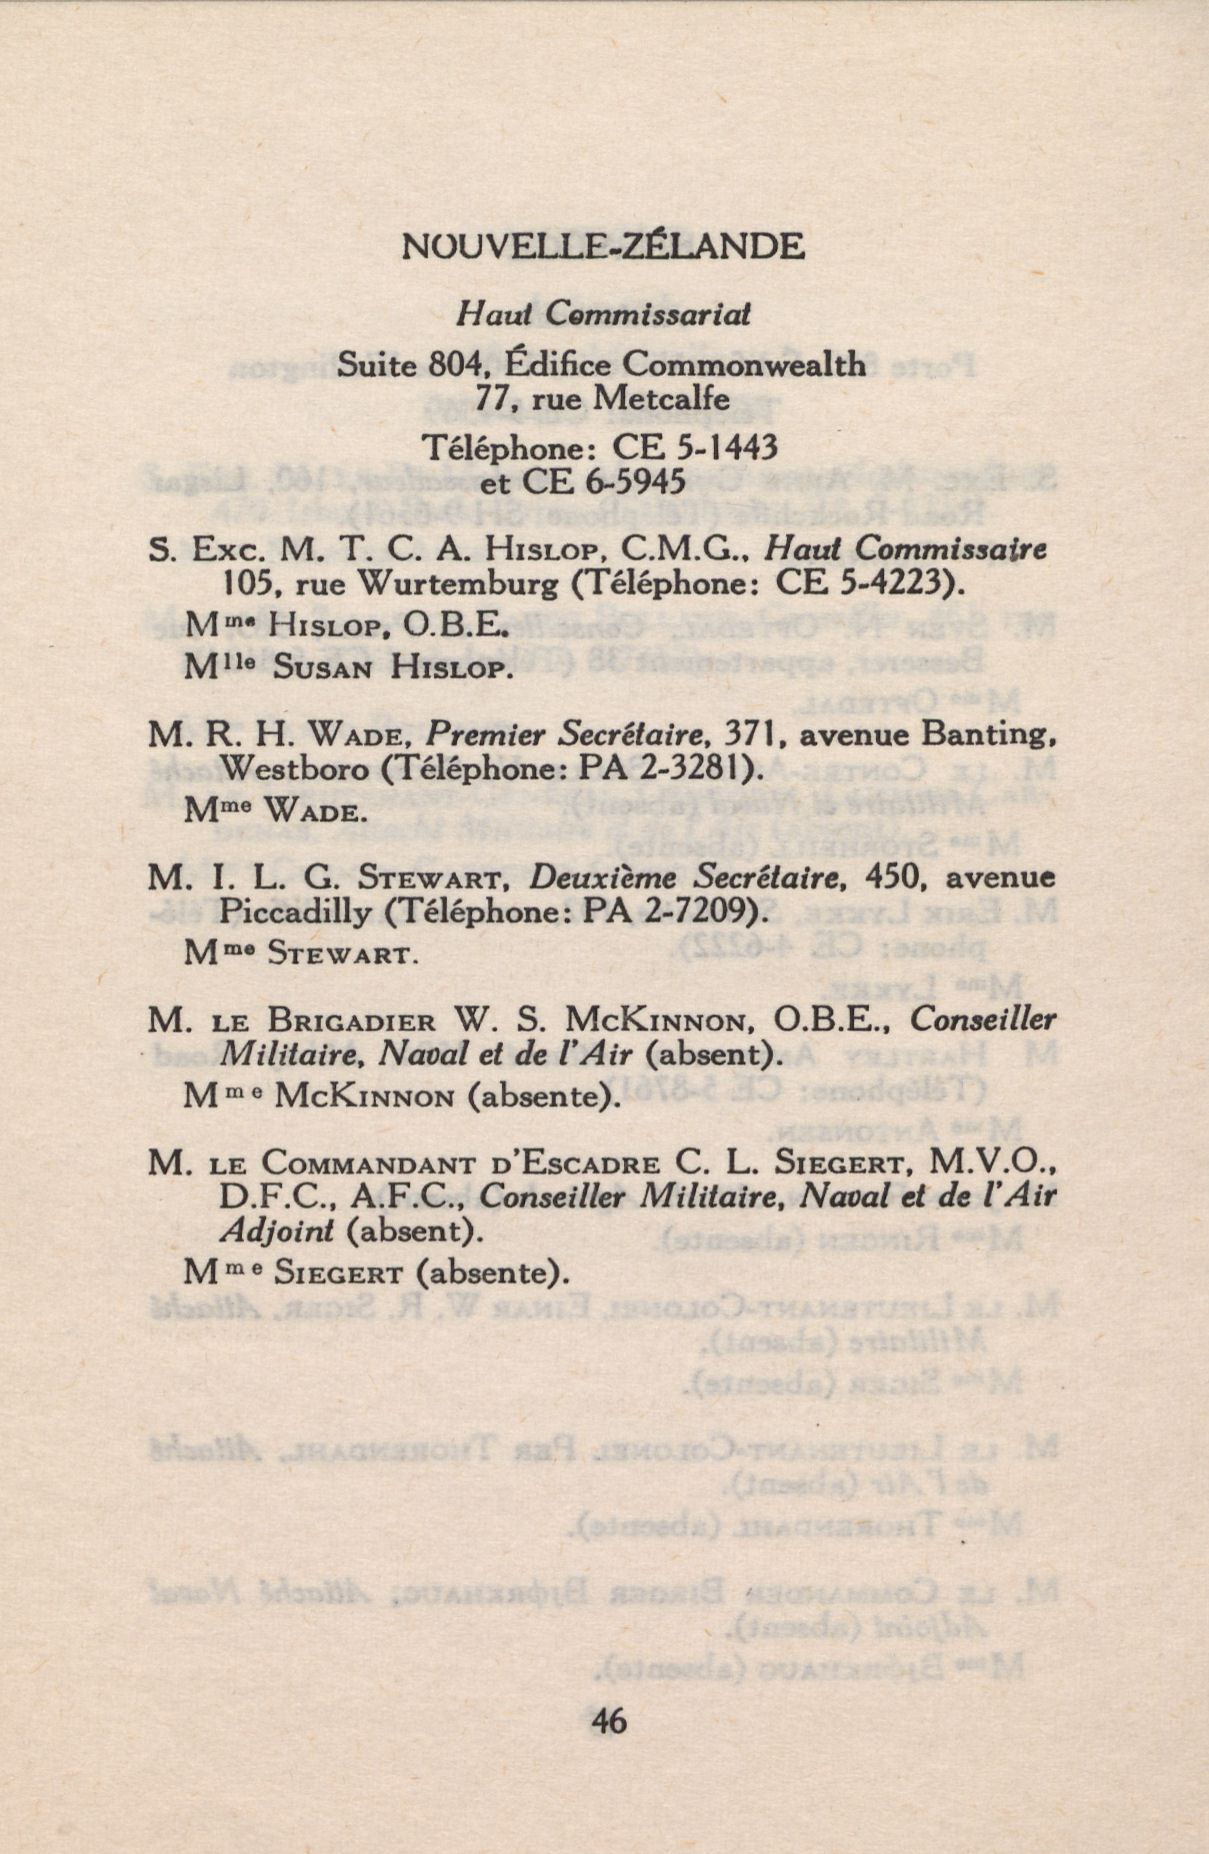 NOUVELLE-ZÉLANDE
Haut Commissariat
Suite 804, Édifice Commonwealth
77, rue Metcalfe
Téléphone: CE 5-1443
et CE 6-5945
S. Exc. M. T. C. A. Hislop, C.M.G., Haut Commissaire
105, rue Wurtemburg (Téléphone: CE 5-4223).
Mme Hislop, O.B.E.
Mlle Susan Hislop.
M. R. H. Wade, Premier Secrétaire, 371, avenue Banting,
Westboro (Téléphone: PA 2-3281).
Mme Wade.
M. I. L. G. Stewart, Deuxième Secrétaire, 450, avenue
Piccadilly (Téléphone: PA 2-7209).
Mme Stewart.
M. le Brigadier W. S. McKinnon, O.B.E., Conseiller
Militaire, Naval et de l'Air (absent).
Mme McKinnon (absente).
M. le Commandant d'Escadre C. L. Siegert, M.V.O.,
D.F.C., A.F.C., Conseiller Militaire, Naval et de l'Air
Adjoint (absent).
Mme Siegert (absente).
46